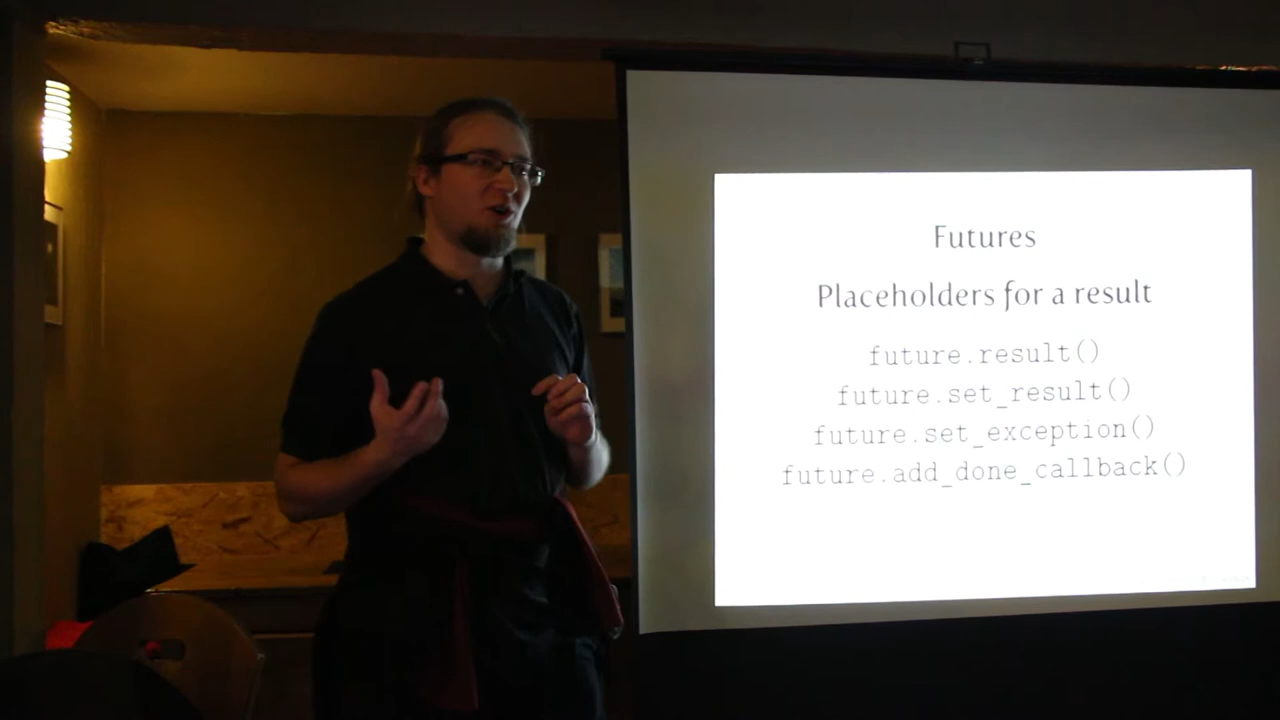 Futures
Placeholders for a result
future.result()
future.set_result()
future.set_exception()
future.add_done_callback()